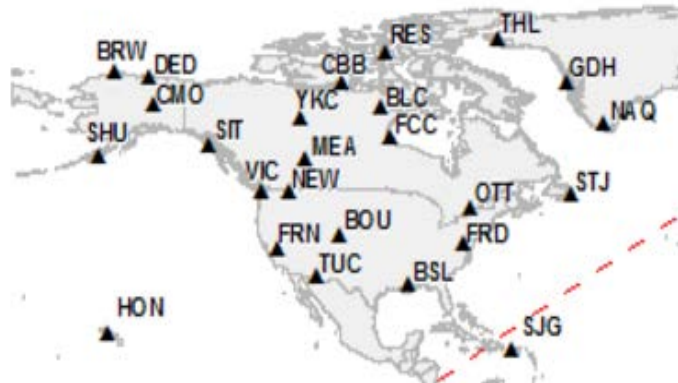 THL
RES
BRW
DED
CBB
GDH
CMO
YKC
BLC
NAQ
FCC
SHU
SIT
MEA
VIC
NEW
STJ
OTT
BOU
FRN
FRD
TUC
BSL
HON
SJG